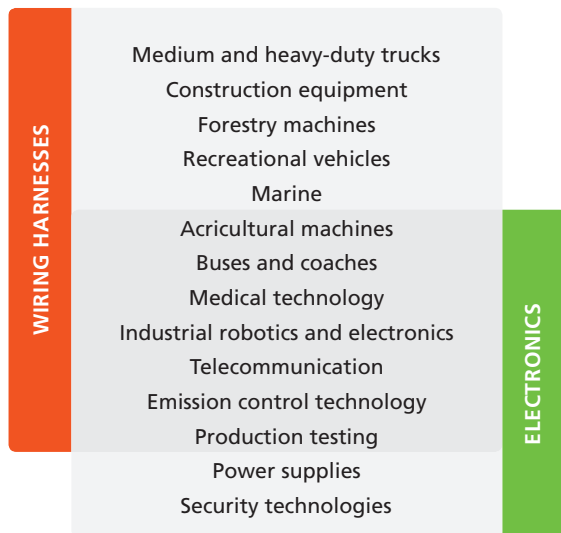 WIRING HARNESSES
Medium and heavy-duty trucks
Construction equipment
Forestry machines
Recreational vehicles
Marine
Acricultural machines
Buses and coaches
Medical technology
Industrial robotics and electronics
Telecommunication
Emission control technology
Production testing
Power supplies
Security technologies
ELECTRONICS